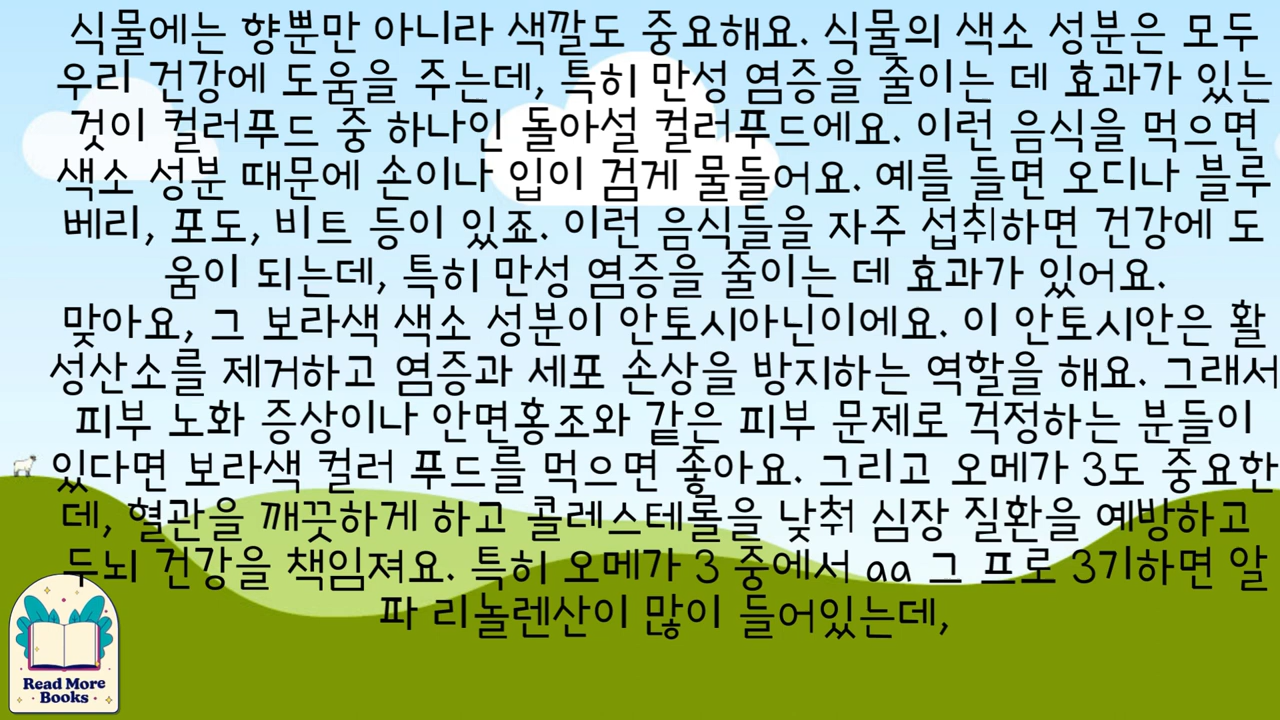 식물에는 향뿐만 아니라 색깔도 중요해요. 식물의 색소 성분은 모두
우리 건강에 도움을 주는데, 특히 만성 염증을 줄이는 데 효과가 있는
것이 컬러푸드 중 하나인 돌아설 컬러푸드에요. 이런 음식을 먹으면
색소 성분 때문에 손이나 입이 검게 물들어요. 예를 들면 오디나 블루
베리, 포도, 비트 등이 있죠. 이런 음식들을 자주 섭취하면 건강에 도
움이 되는데, 특히 만성 염증을 줄이는 데 효과가 있어요.
맞아요, 그 보라색 색소 성분이 안토시아닌이에요. 이 안토시안은 활
성산소를 제거하고 염증과 세포 손상을 방지하는 역할을 해요. 그래서
피부 노화 증상이나 안면홍조와 같은 피부 문제로 걱정하는 분들이
있다면 보라색 컬러 푸드를 먹으면 좋아요. 그리고 오메가 3도 중요한
데, 혈관을 깨끗하게 하고 콜레스테롤을 낮춰 심장 질환을 예방하고
두뇌 건강을 책임져요. 특히 오메가 3 중에서 aa 그 프로 3기하면 알
파 리놀렌산이 많이 들어있는데,
Read More
Books